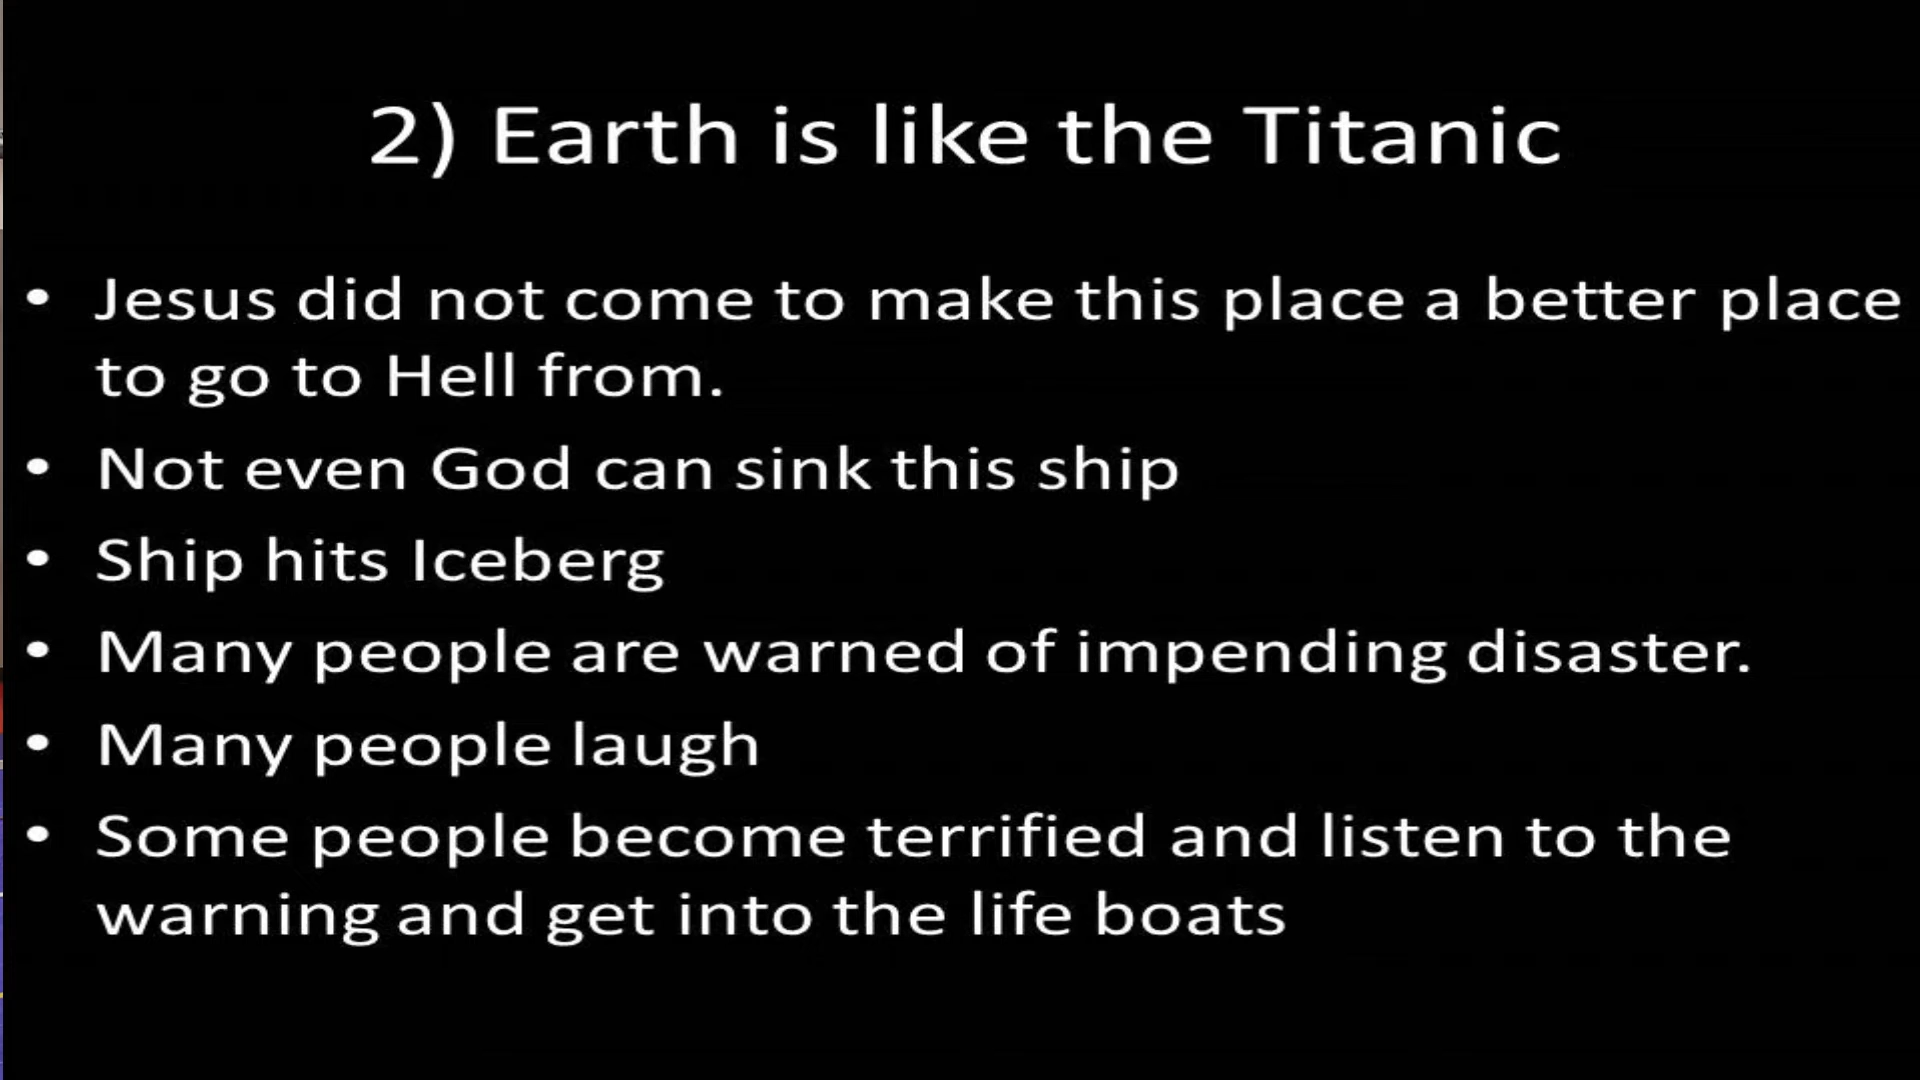 2) Earth is like the Titanic
• Jesus did not come to make this place a better place
to go to Hell from.
• Not even God can sink this ship
• Ship hits Iceberg
• Many people are warned of impending disaster.
• Many people laugh
• Some people become terrified and listen to the
warning and get into the life boats